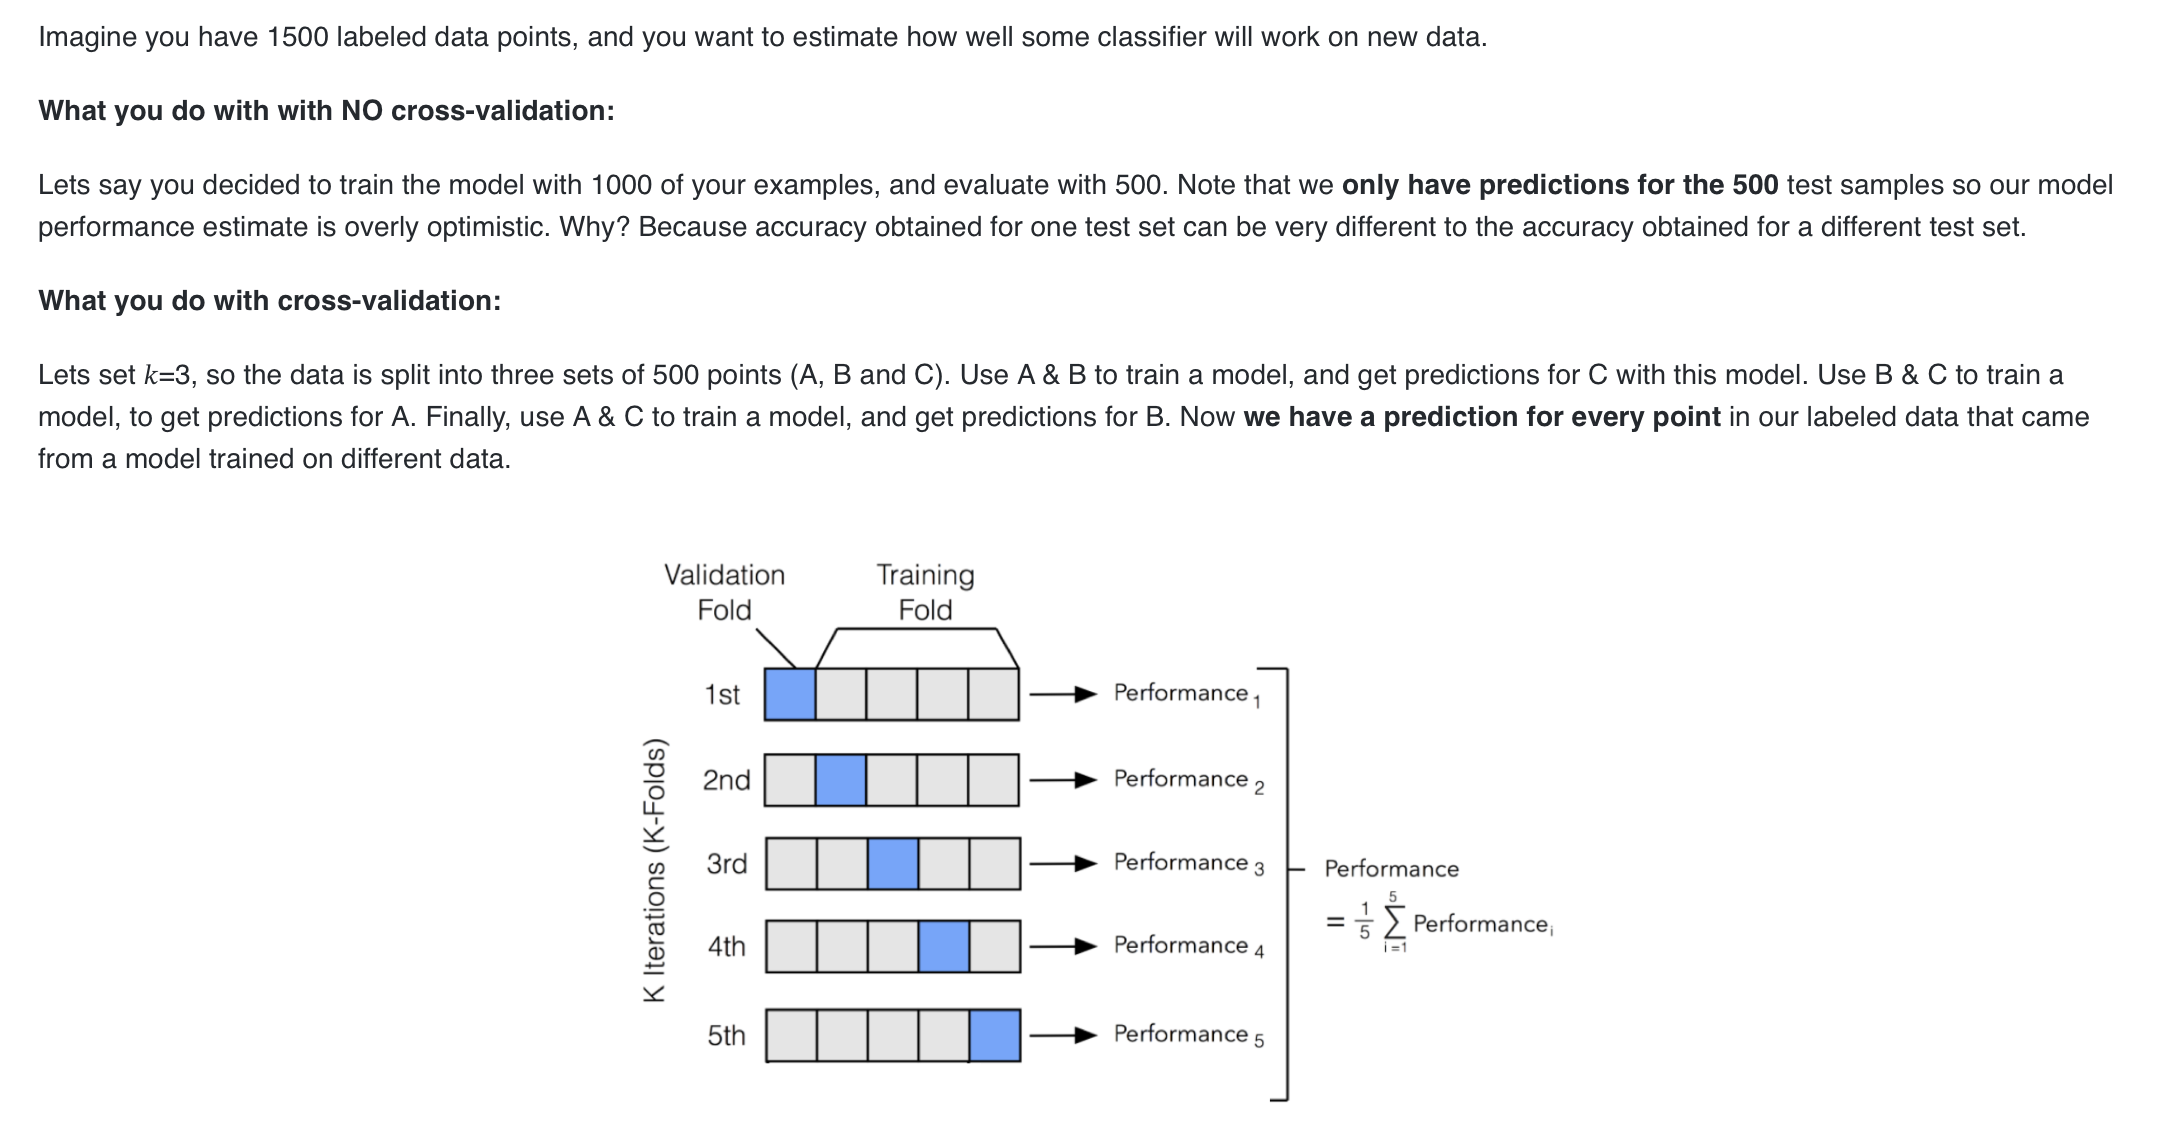 Imagine you have 1500 labeled data points, and you want to estimate how well some classifier will work on new data.
What you do with with NO cross-validation:
Lets say you decided to train the model with 1000 of your examples, and evaluate with 500. Note that we only have predictions for the 500 test samples so our model
performance estimate is overly optimistic. Why? Because accuracy obtained for one test set can be very different to the accuracy obtained for a different test set.
What you do with cross-validation:
Lets set k=3, so the data is split into three sets of 500 points (A, B and C). Use A & B to train a model, and get predictions for C with this model. Use B & C to train a
model, to get predictions for A. Finally, use A & C to train a model, and get predictions for B. Now we have a prediction for every point in our labeled data that came
from a model trained on different data.
Validation
Fold
Training
Fold
K Iterations (K-Folds)
1st
Performance 1
2nd
Performance 2
3rd
Performance 3
4th
Performance 4
5th
Performance 5
Performance
= 1/5 5 ∑ i=1 Performance i